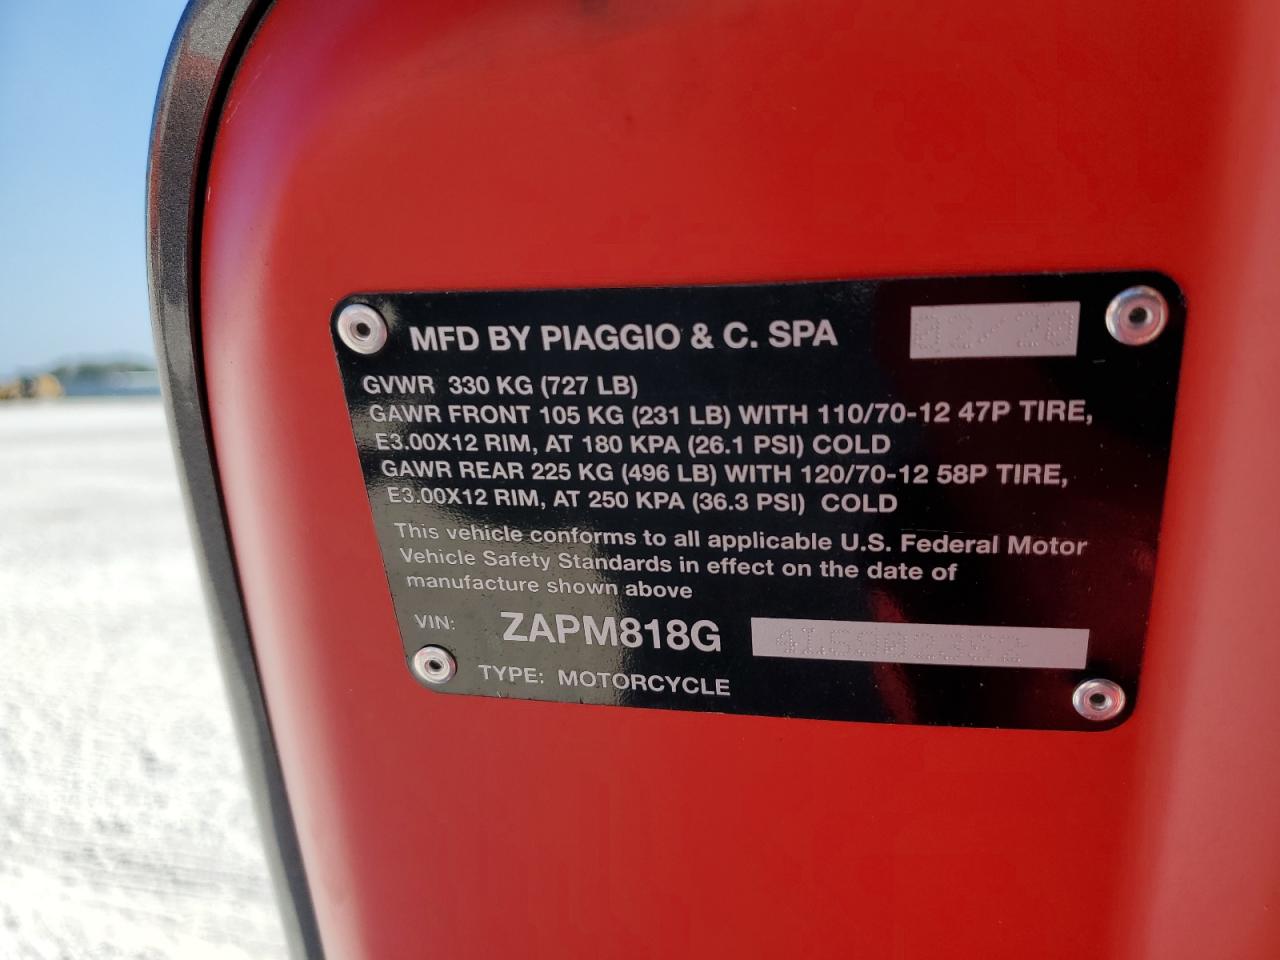 MFD BY PIAGGIO & C. SPA 02/20
GVWR 330 KG (727 LB)
GAWR FRONT 105 KG (231 LB) WITH 110/70-12 47P TIRE,
E3.00X12 RIM, AT 180 KPA (26.1 PSI) COLD
GAWR REAR 225 KG (496 LB) WITH 120/70-12 58P TIRE,
E3.00X12 RIM, AT 250 KPA (36.3 PSI) COLD
This vehicle conforms to all applicable U.S. Federal Motor
Vehicle Safety Standards in effect on the date of
manufacture shown above
VIN: ZAPM818G
TYPE: MOTORCYCLE